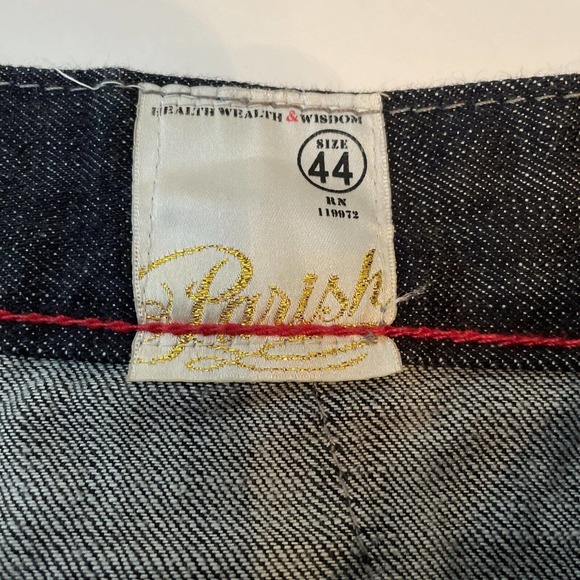 HEALTH WEALTH & WISDOM
SIZE
44
RN
119972
Parish